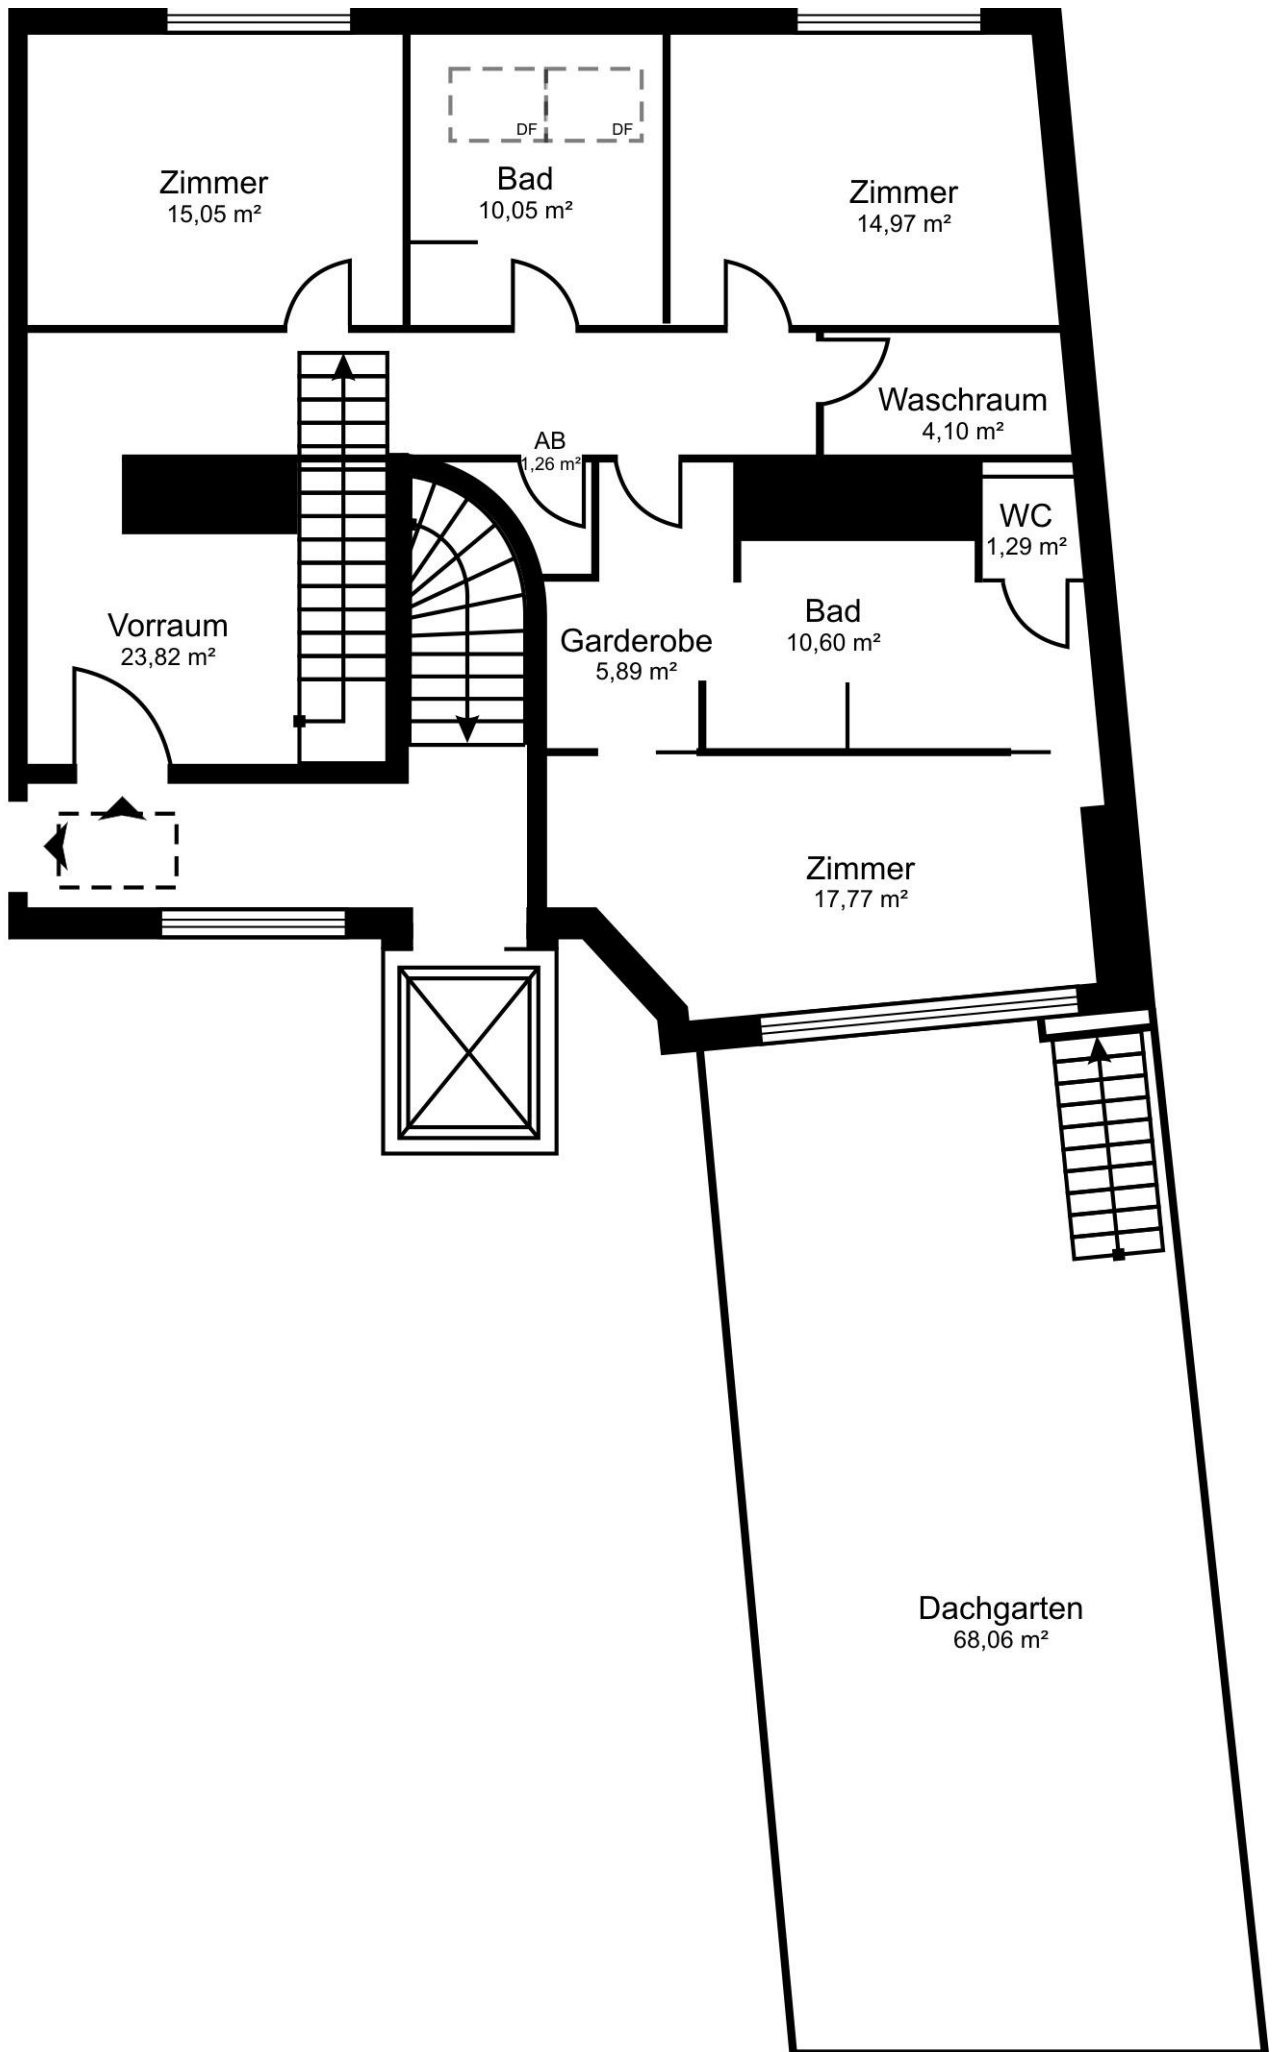 DF
DF
Zimmer
15,05 m²
Bad
10,05 m²
Zimmer
14,97 m²
Waschraum
4,10 m²
AB
1,26 m²
WC
1,29 m²
Vorraum
23,82 m²
Garderobe
5,89 m²
Bad
10,60 m²
Zimmer
17,77 m²
Dachgarten
68,06 m²